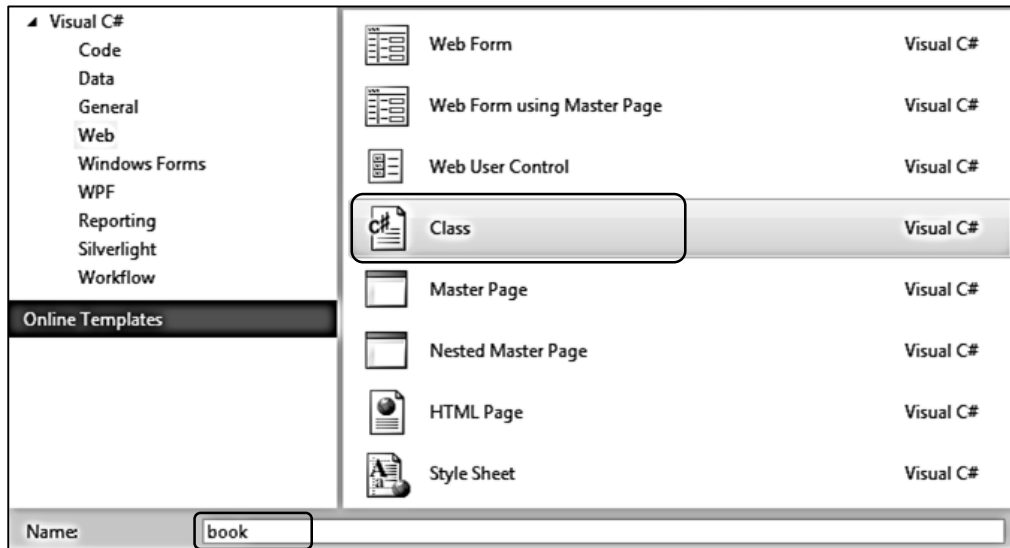 Visual C#
Code
Data
General
Web
Windows Forms
WPF
Reporting
Silverlight
Workflow
Online Templates
Web Form Visual C#
Web Form using Master Page Visual C#
Web User Control Visual C#
Class Visual C#
Master Page Visual C#
Nested Master Page Visual C#
HTML Page Visual C#
Style Sheet Visual C#
Name: book